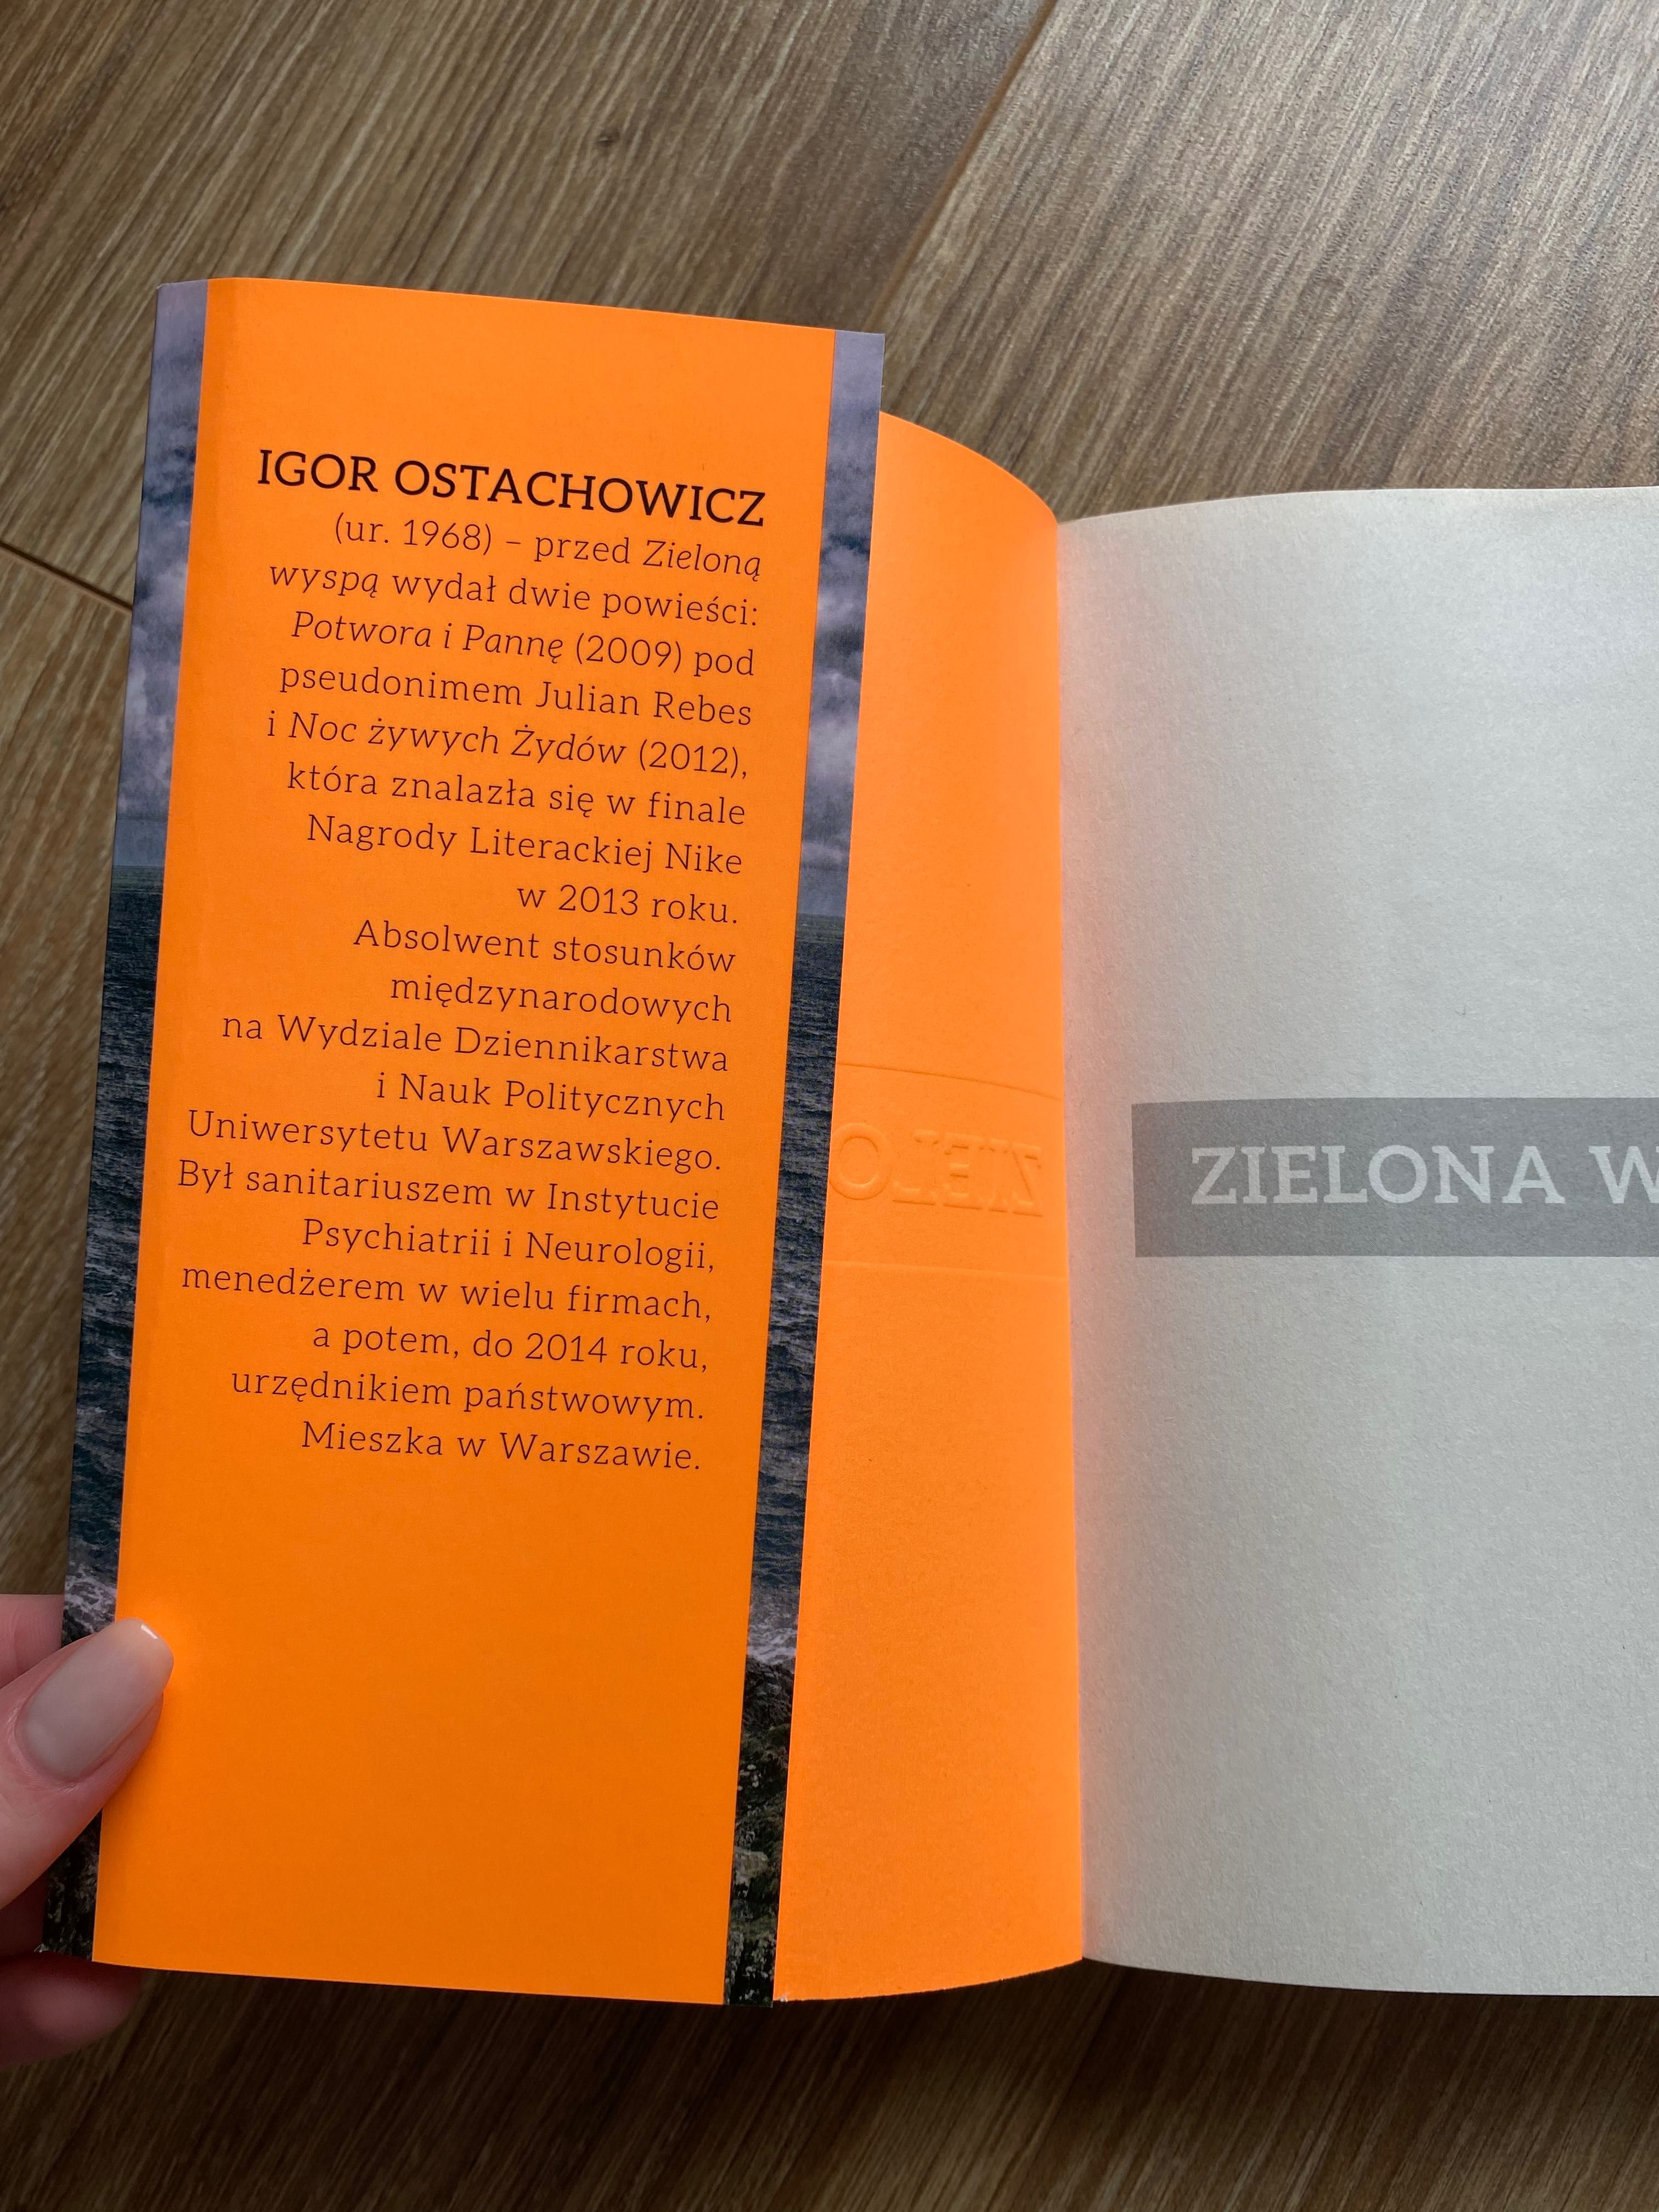 IGOR OSTACHOWICZ
(ur. 1968) – przed Zieloną
wyspą wydał dwie powieści:
Potwora i Pannę (2009) pod
pseudonimem Julian Rebes
i Noc żywych Żydów (2012),
która znalazła się w finale
Nagrody Literackiej Nike
w 2013 roku.
Absolwent stosunków
międzynarodowych
na Wydziale Dziennikarstwa
i Nauk Politycznych
Uniwersytetu Warszawskiego.
Był sanitariuszem w Instytucie
Psychiatrii i Neurologii,
menedżerem w wielu firmach,
a potem, do 2014 roku,
urzędnikiem państwowym.
Mieszka w Warszawie.
ZIELO
ZIELONA W